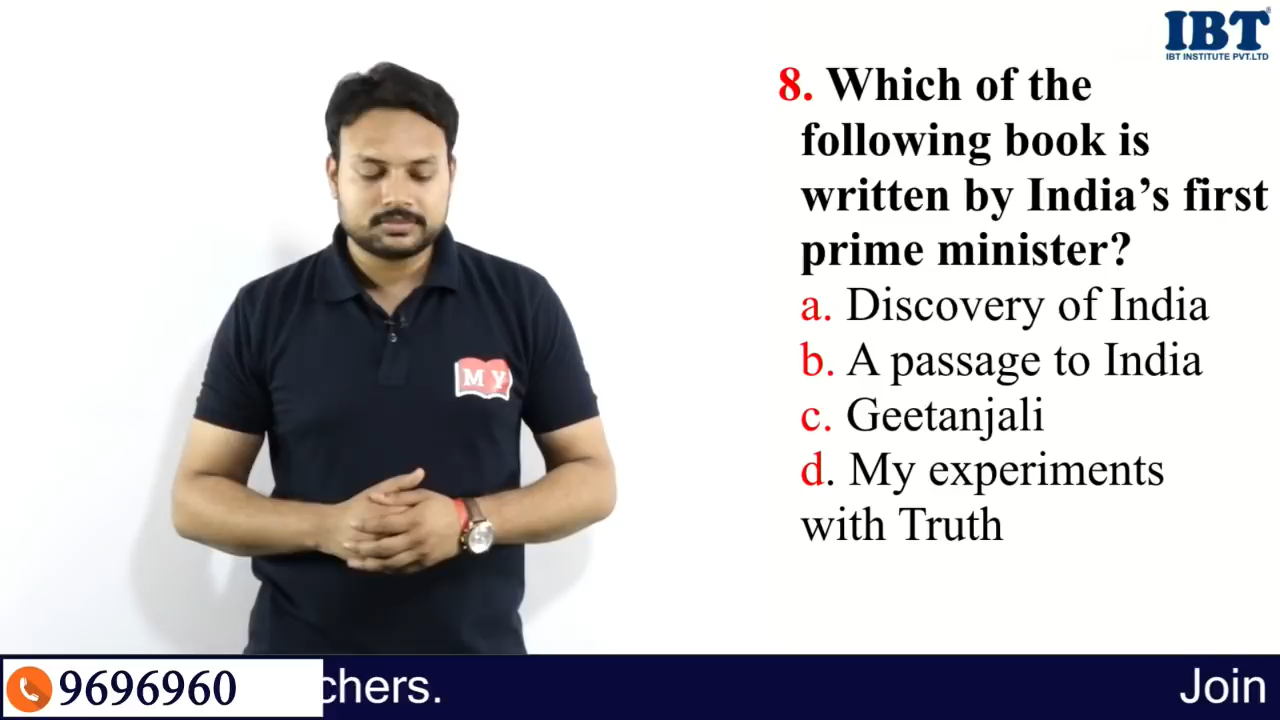 IBT
IBT INSTITUTE PVT.LTD
8. Which of the
following book is
written by India’s first
prime minister?
a. Discovery of India
b. A passage to India
c. Geetanjali
d. My experiments
with Truth
M y
9696960
chers.
Join